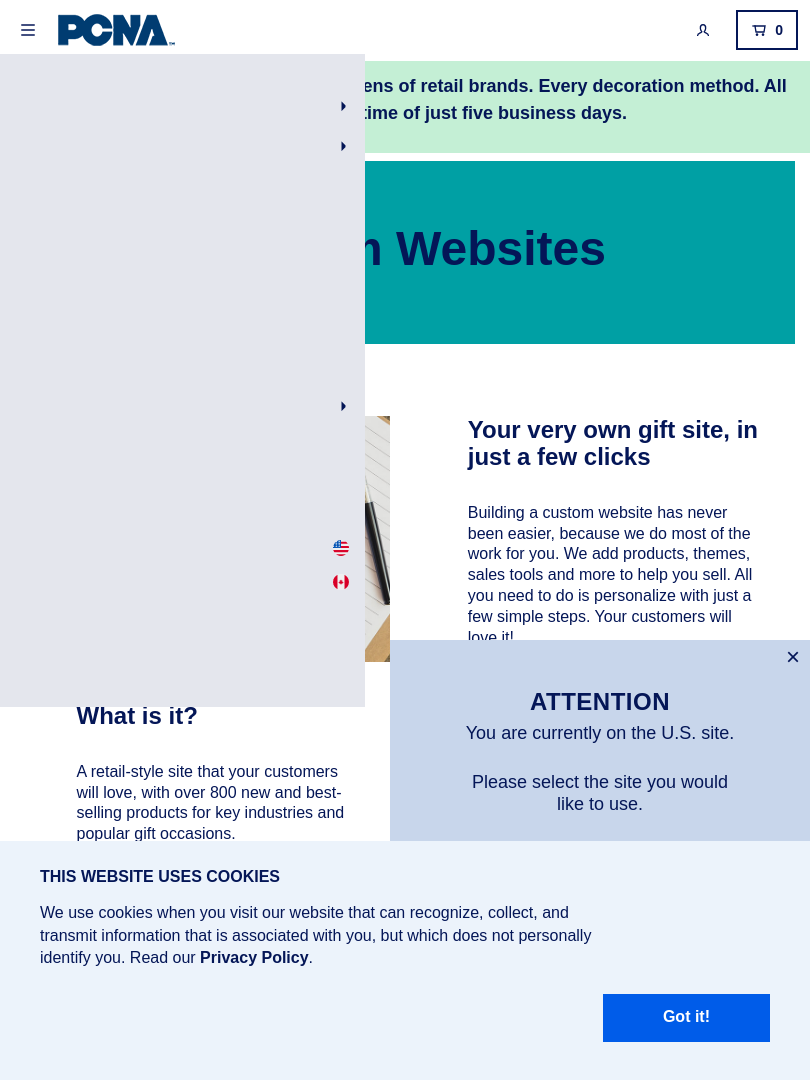 PCNA
0
ens of retail brands. Every decoration method. All
time of just five business days.
Websites
Your very own gift site, in
just a few clicks
Building a custom website has never
been easier, because we do most of the
work for you. We add products, themes,
sales tools and more to help you sell. All
you need to do is personalize with just a
few simple steps. Your customers will
love it!
What is it?
A retail-style site that your customers
will love, with over 800 new and best-
selling products for key industries and
popular gift occasions.
ATTENTION
You are currently on the U.S. site.
Please select the site you would
like to use.
THIS WEBSITE USES COOKIES
We use cookies when you visit our website that can recognize, collect, and
transmit information that is associated with you, but which does not personally
identify you. Read our Privacy Policy.
Got it!